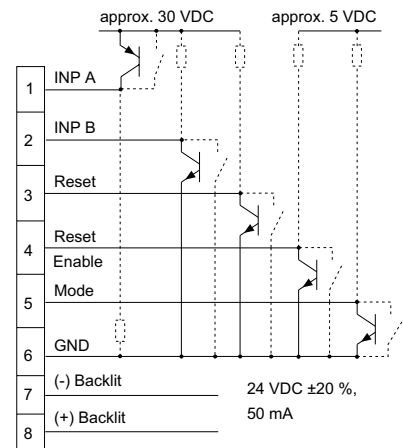 approx. 30 VDC
approx. 5 VDC
1
INP A
2
INP B
3
Reset
4
Reset
Enable
5
Mode
6
GND
7
(-) Backlit
24 VDC ±20 %,
50 mA
8
(+) Backlit